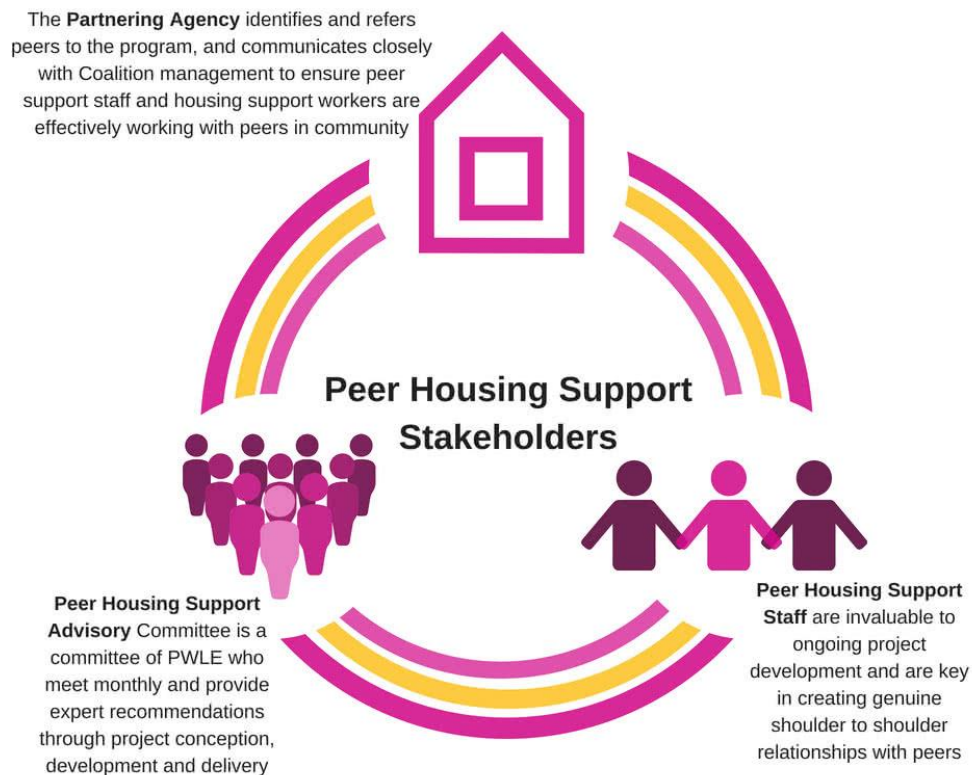 The Partnering Agency identifies and refers
peers to the program, and communicates closely
with Coalition management to ensure peer
support staff and housing support workers are
effectively working with peers in community
Peer Housing Support
Stakeholders
Peer Housing Support
Advisory Committee is a
committee of PWLE who
meet monthly and provide
expert recommendations
through project conception,
development and delivery
Peer Housing Support
Staff are invaluable to
ongoing project
development and are key
in creating genuine
shoulder to shoulder
relationships with peers